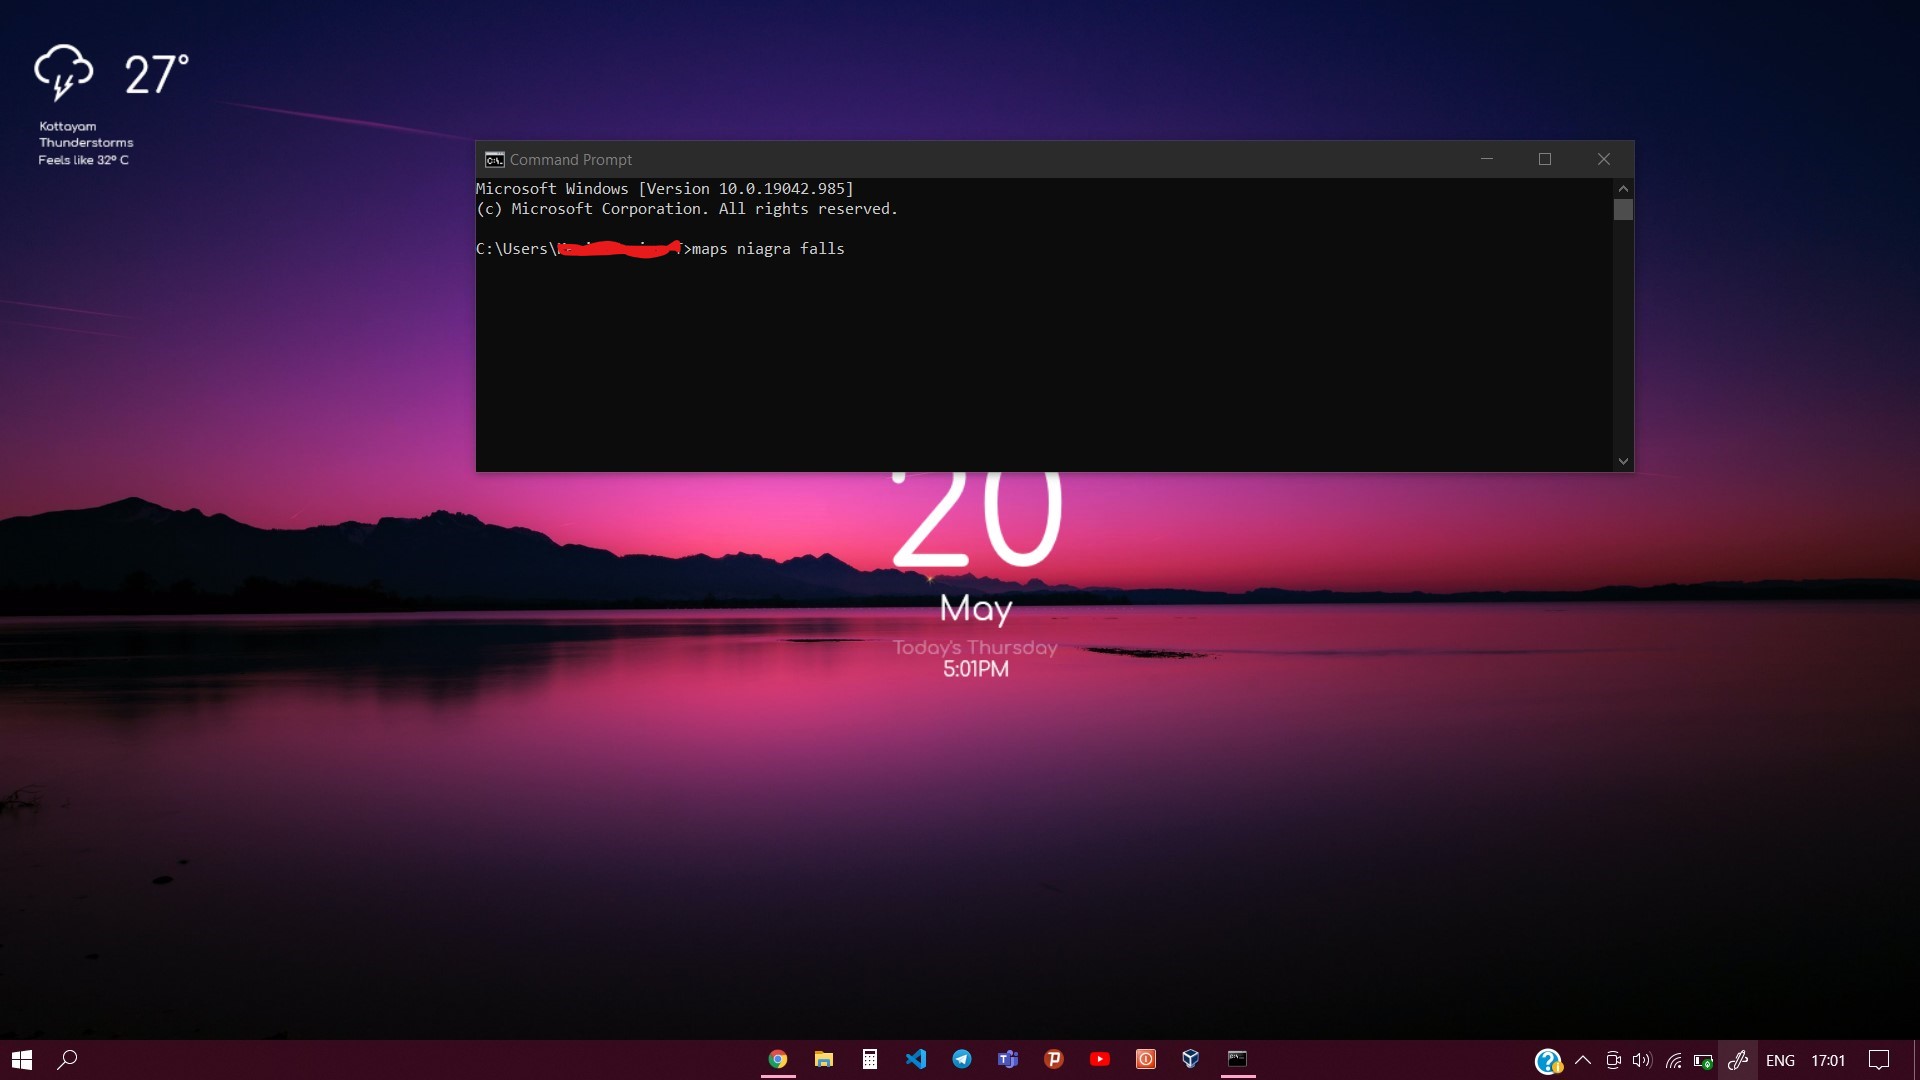 27°
Kottayam
Thunderstorms
Feels like 32° C
Command Prompt
Microsoft Windows [Version 10.0.19042.985]
(c) Microsoft Corporation. All rights reserved.
C:\Users\ >maps niagra falls
20
May
Today's Thursday
5:01PM
ENG
17:01